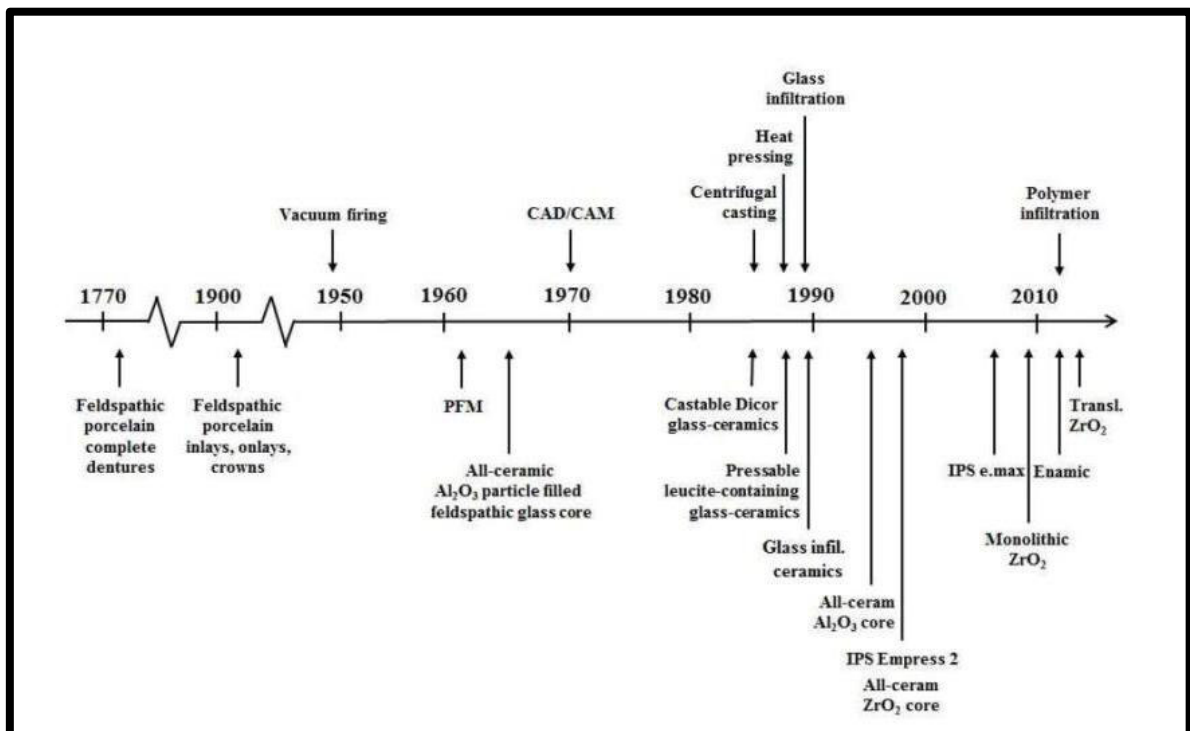 Glass
infiltration
Heat
pressing
Centrifugal
casting
Vacuum firing
CAD/CAM
Polymer
infiltration
1770
1900
1950
1960
1970
1980
1990
2000
2010
Feldspathic
porcelain
complete
dentures
Feldspathic
porcelain
inlays, onlays,
crowns
PFM
All-ceramic
Al₂O₃ particle filled
feldspathic glass core
Castable Dicor
glass-ceramics
Pressable
leucite-containing
glass-ceramics
Glass infil.
ceramics
All-ceram
Al₂O₃ core
IPS Empress 2
All-ceram
ZrO₂ core
IPS e.max
Monolithic
ZrO₂
Enamic
Transl.
ZrO₂